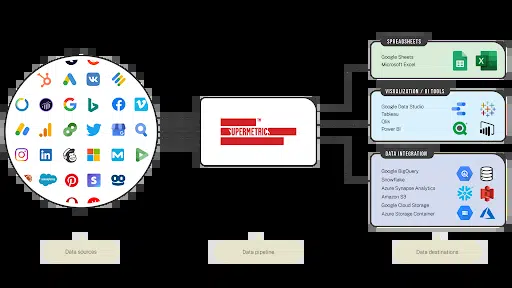 SPREADSHEETS
Google Sheets
Microsoft Excel
VISUALIZATION / BI TOOLS
Google Data Studio
Tableau
Qlik
Power BI
SUPERMETRICS
DATA INTEGRATION
Google BigQuery
Snowflake
Azure Synapse Analytics
Amazon S3
Google Cloud Storage
Azure Storage Container
Data sources
Data pipeline
Data destinations